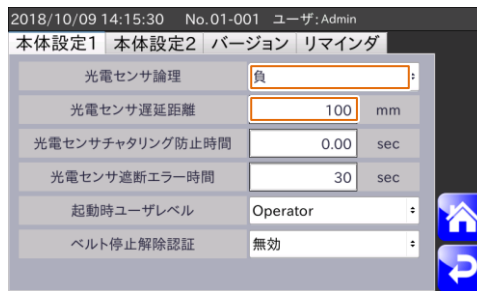 2018/10/09 14:15:30 No.01-001 ユーザ:Admin
本体設定1 本体設定2 バージョン リマインダ
光電センサ論理 負
光電センサ遅延距離 100 mm
光電センサチャタリング防止時間 0.00 sec
光電センサ遮断エラー時間 30 sec
起動時ユーザレベル Operator
ベルト停止解除認証 無効